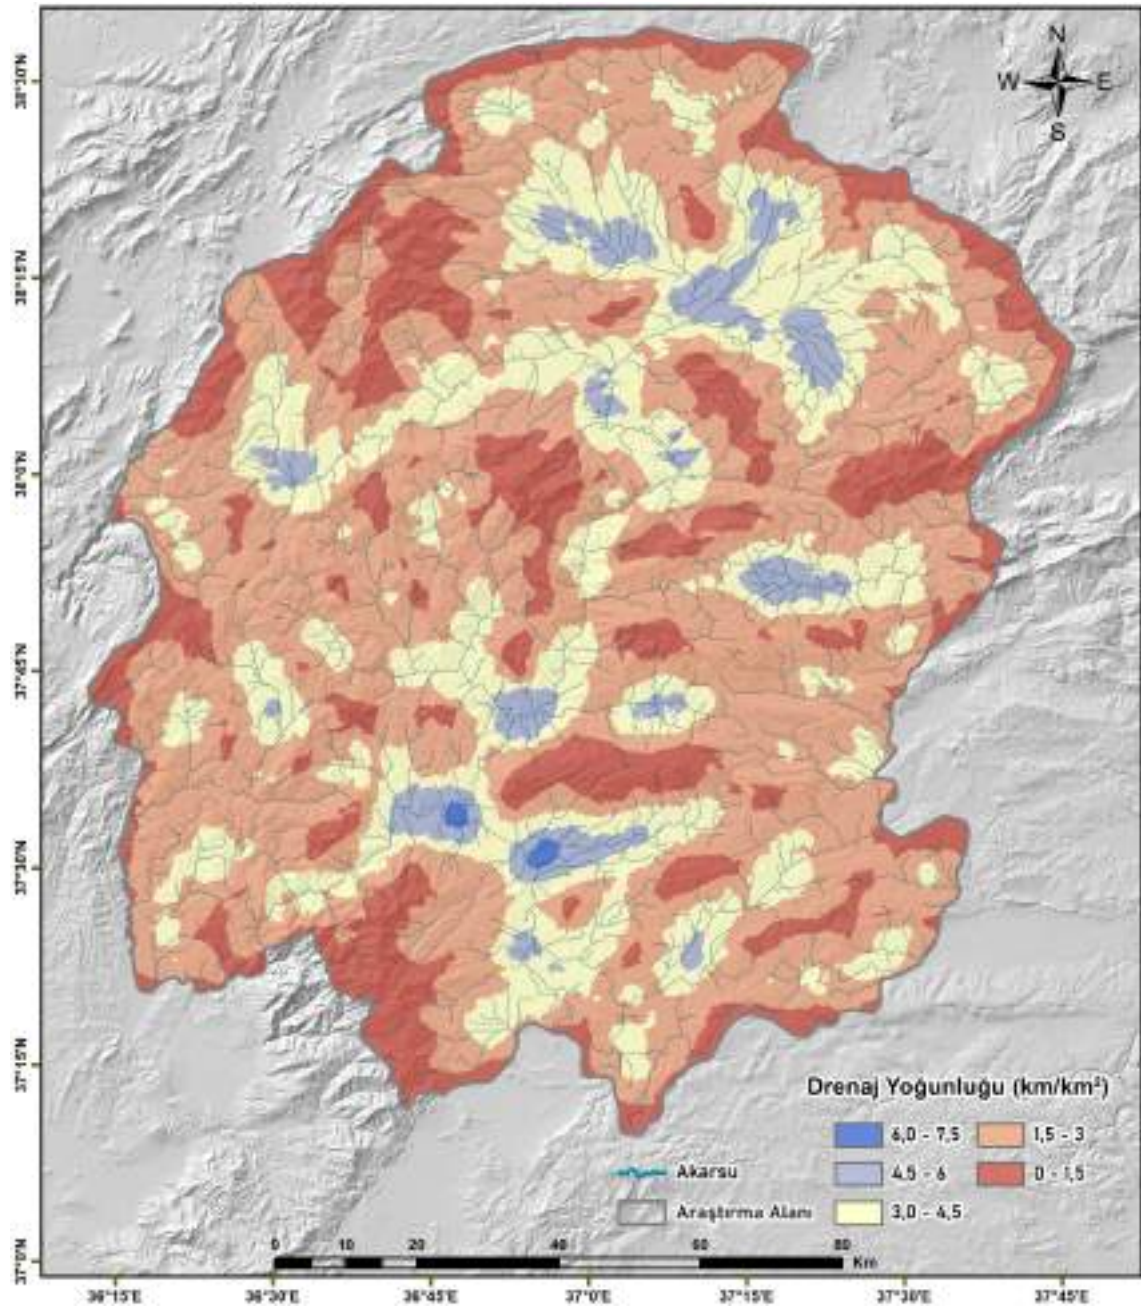 N
W E
S
38°30'N
38°15'N
38°0'N
37°45'N
37°30'N
37°15'N
37°0'N
Drenaj Yoğunluğu (km/km²)
6,0 - 7,5
1,5 - 3
Akarsu
4,5 - 6
0 - 1,5
Araştırma Alanı
3,0 - 4,5
0 10 20 40 60 80
Km
36°15'E 36°30'E 36°45'E 37°0'E 37°15'E 37°30'E 37°45'E